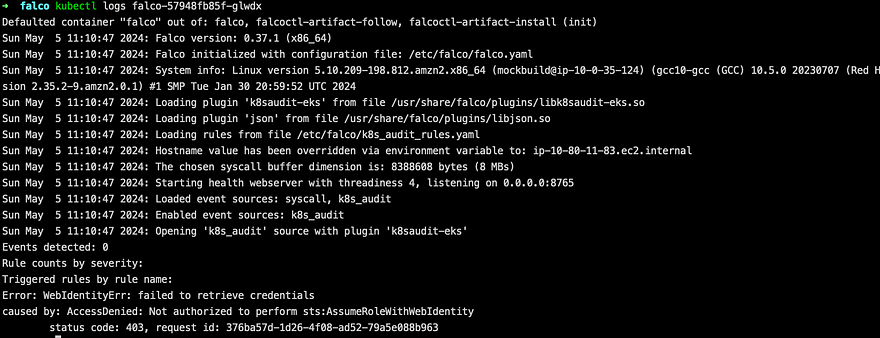 ➜ falco kubectl logs falco-57948fb85f-glwdx
Defaulted container "falco" out of: falco, falcoctl-artifact-follow, falcoctl-artifact-install (init)
Sun May  5 11:10:47 2024: Falco version: 0.37.1 (x86_64)
Sun May  5 11:10:47 2024: Falco initialized with configuration file: /etc/falco/falco.yaml
Sun May  5 11:10:47 2024: System info: Linux version 5.10.209-198.812.amzn2.x86_64 (mockbuild@ip-10-0-35-124) (gcc10-gcc (GCC) 10.5.0 20230707 (Red H
sion 2.35.2-9.amzn2.0.1) #1 SMP Tue Jan 30 20:59:52 UTC 2024
Sun May  5 11:10:47 2024: Loading plugin 'k8saudit-eks' from file /usr/share/falco/plugins/libk8saudit-eks.so
Sun May  5 11:10:47 2024: Loading plugin 'json' from file /usr/share/falco/plugins/libjson.so
Sun May  5 11:10:47 2024: Loading rules from file /etc/falco/k8s_audit_rules.yaml
Sun May  5 11:10:47 2024: Hostname value has been overridden via environment variable to: ip-10-80-11-83.ec2.internal
Sun May  5 11:10:47 2024: The chosen syscall buffer dimension is: 8388608 bytes (8 MBs)
Sun May  5 11:10:47 2024: Starting health webserver with threadiness 4, listening on 0.0.0.0:8765
Sun May  5 11:10:47 2024: Loaded event sources: syscall, k8s_audit
Sun May  5 11:10:47 2024: Enabled event sources: k8s_audit
Sun May  5 11:10:47 2024: Opening 'k8s_audit' source with plugin 'k8saudit-eks'
Events detected: 0
Rule counts by severity:
Triggered rules by rule name:
Error: WebIdentityErr: failed to retrieve credentials
caused by: AccessDenied: Not authorized to perform sts:AssumeRoleWithWebIdentity
        status code: 403, request id: 376ba57d-1d26-4f08-ad52-79a5e088b963